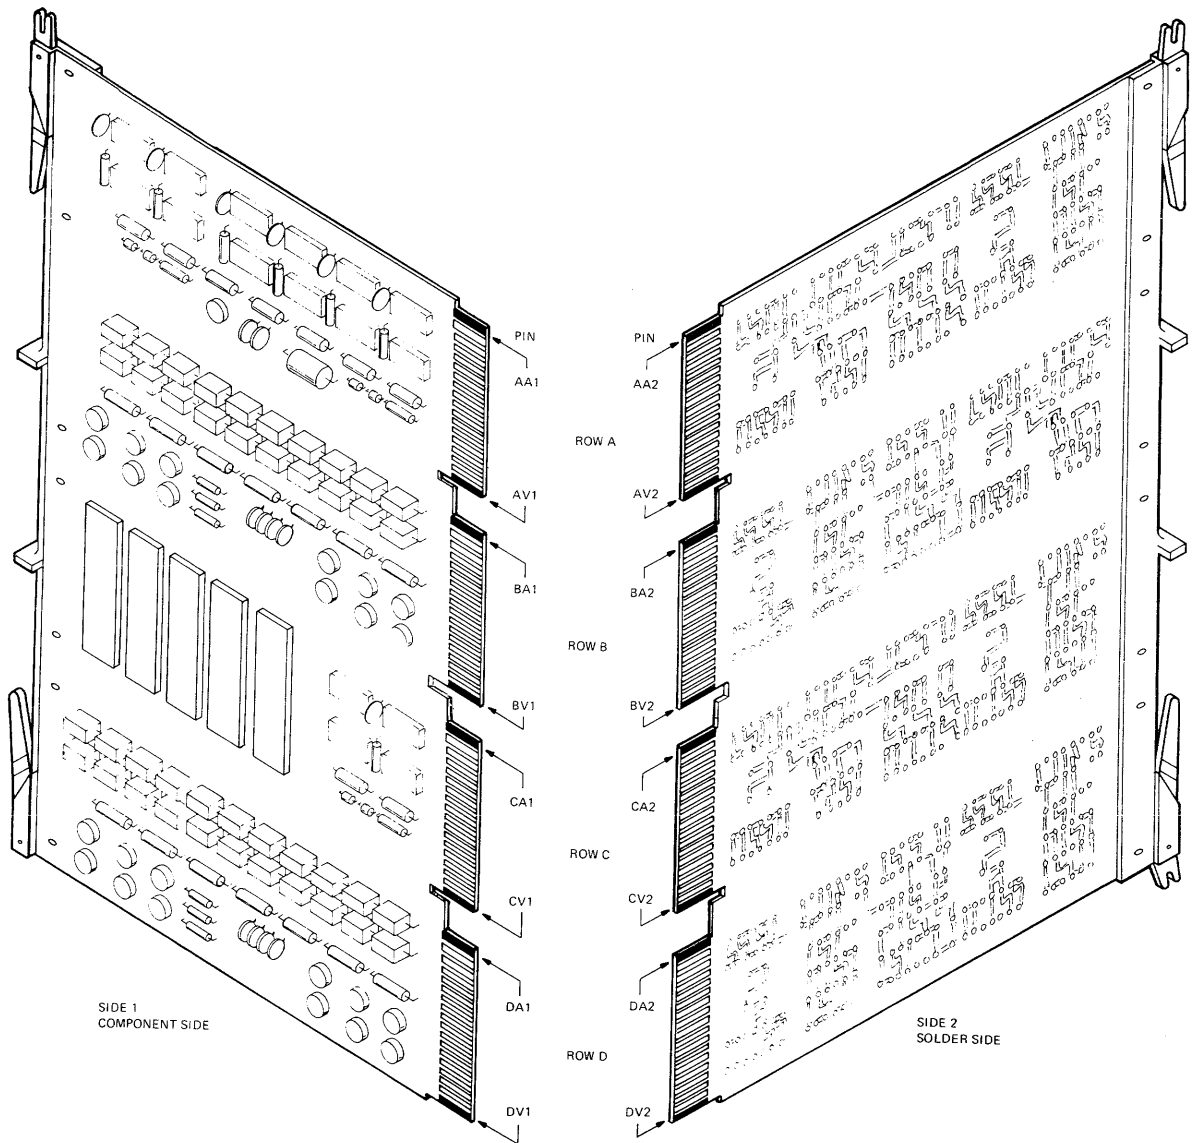 PIN PIN
AA1 AA2
ROW A
AV1 AV2
BA1 BA2
ROW B
BV1 BV2
CA1 CA2
ROW C
CV1 CV2
DA1 DA2
SIDE 1
COMPONENT SIDE
SIDE 2
SOLDER SIDE
ROW D
DV1 DV2